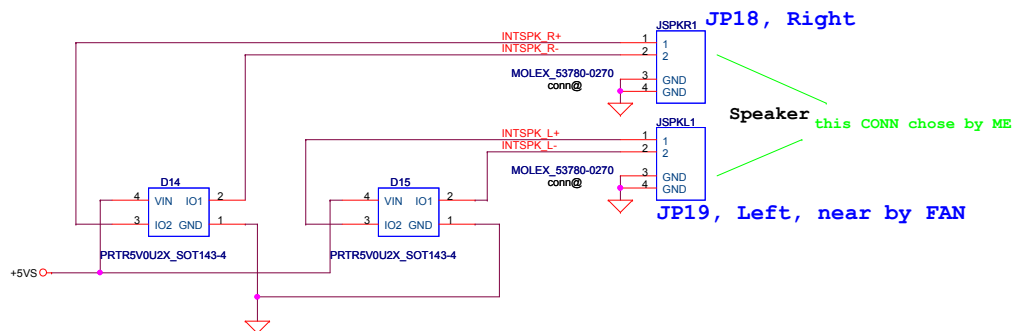 JP18, Right
JSPKR1
INTSPK_R+
1
1
INTSPK_R-
2
2
MOLEX_53780-0270
conn@
3
GND
4
GND
Speaker
this CONN chose by ME
JSPKL1
INTSPK_L+
1
1
INTSPK_L-
2
2
MOLEX_53780-0270
conn@
3
GND
4
GND
JP19, Left, near by FAN
D14
4
VIN
IO1
2
3
IO2
GND
1
PRTR5V0U2X_SOT143-4
D15
4
VIN
IO1
2
3
IO2
GND
1
PRTR5V0U2X_SOT143-4
+5VS